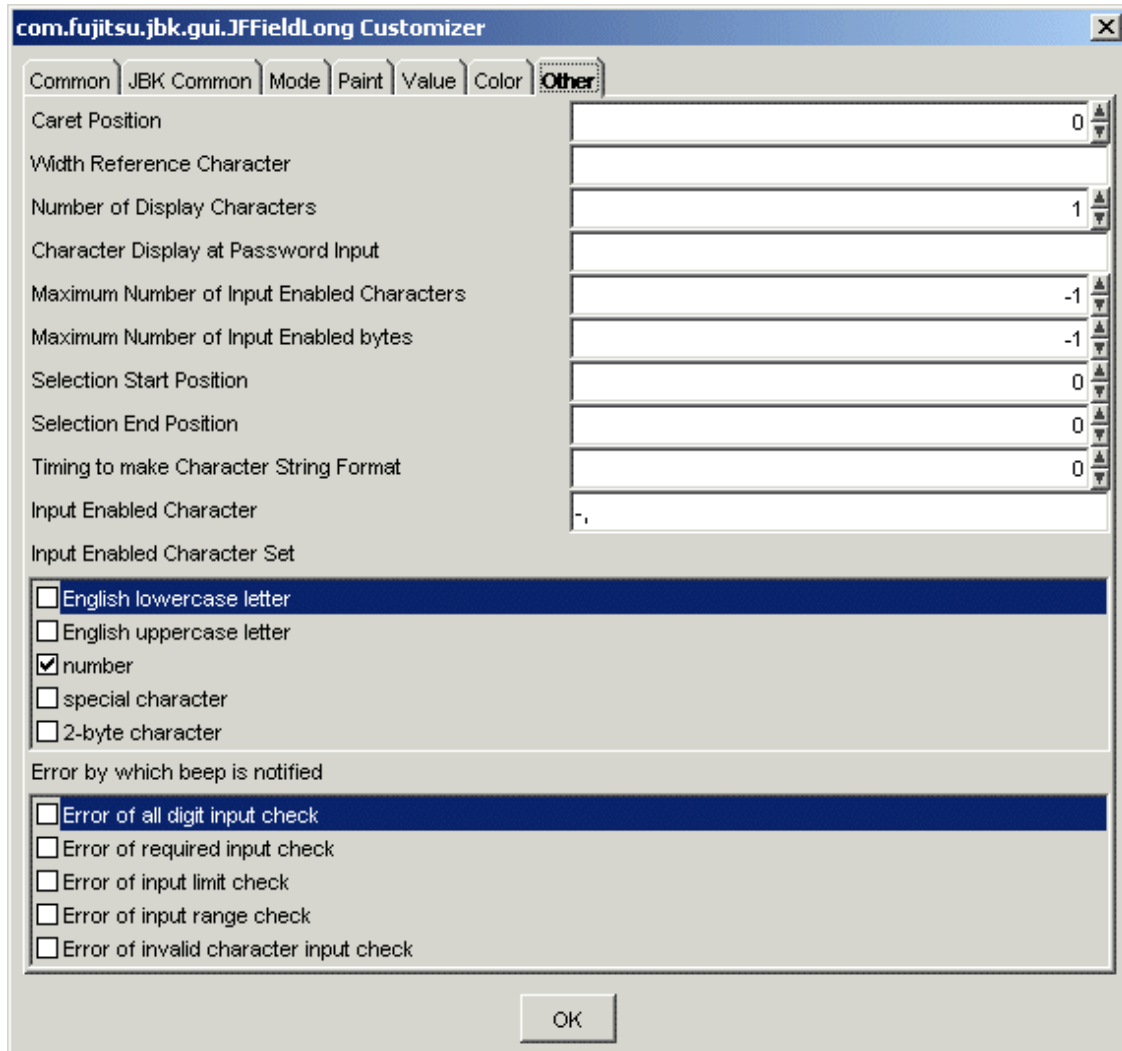 com.fujitsu.jbk.gui.JFFieldLong Customizer
Common JBK Common Mode Paint Value Color Other
Caret Position 0
Width Reference Character
Number of Display Characters 1
Character Display at Password Input
Maximum Number of Input Enabled Characters -1
Maximum Number of Input Enabled bytes -1
Selection Start Position 0
Selection End Position 0
Timing to make Character String Format 0
Input Enabled Character -,
Input Enabled Character Set
English lowercase letter
English uppercase letter
number
special character
2-byte character
Error by which beep is notified
Error of all digit input check
Error of required input check
Error of input limit check
Error of input range check
Error of invalid character input check
OK